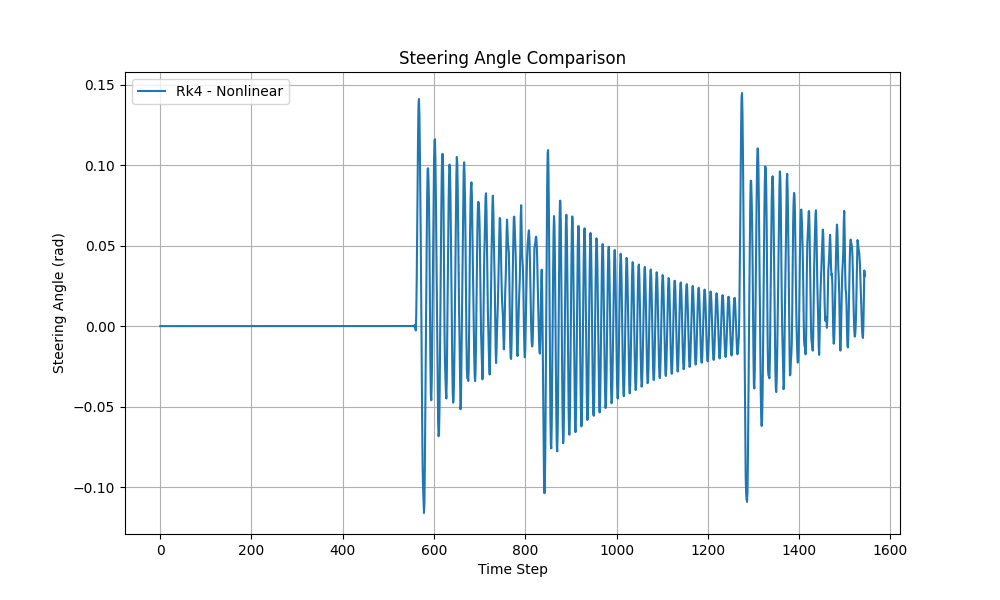 Steering Angle Comparison
Rk4 - Nonlinear
Steering Angle (rad)
0.15
0.10
0.05
0.00
−0.05
−0.10
0 200 400 600 800 1000 1200 1400 1600
Time Step